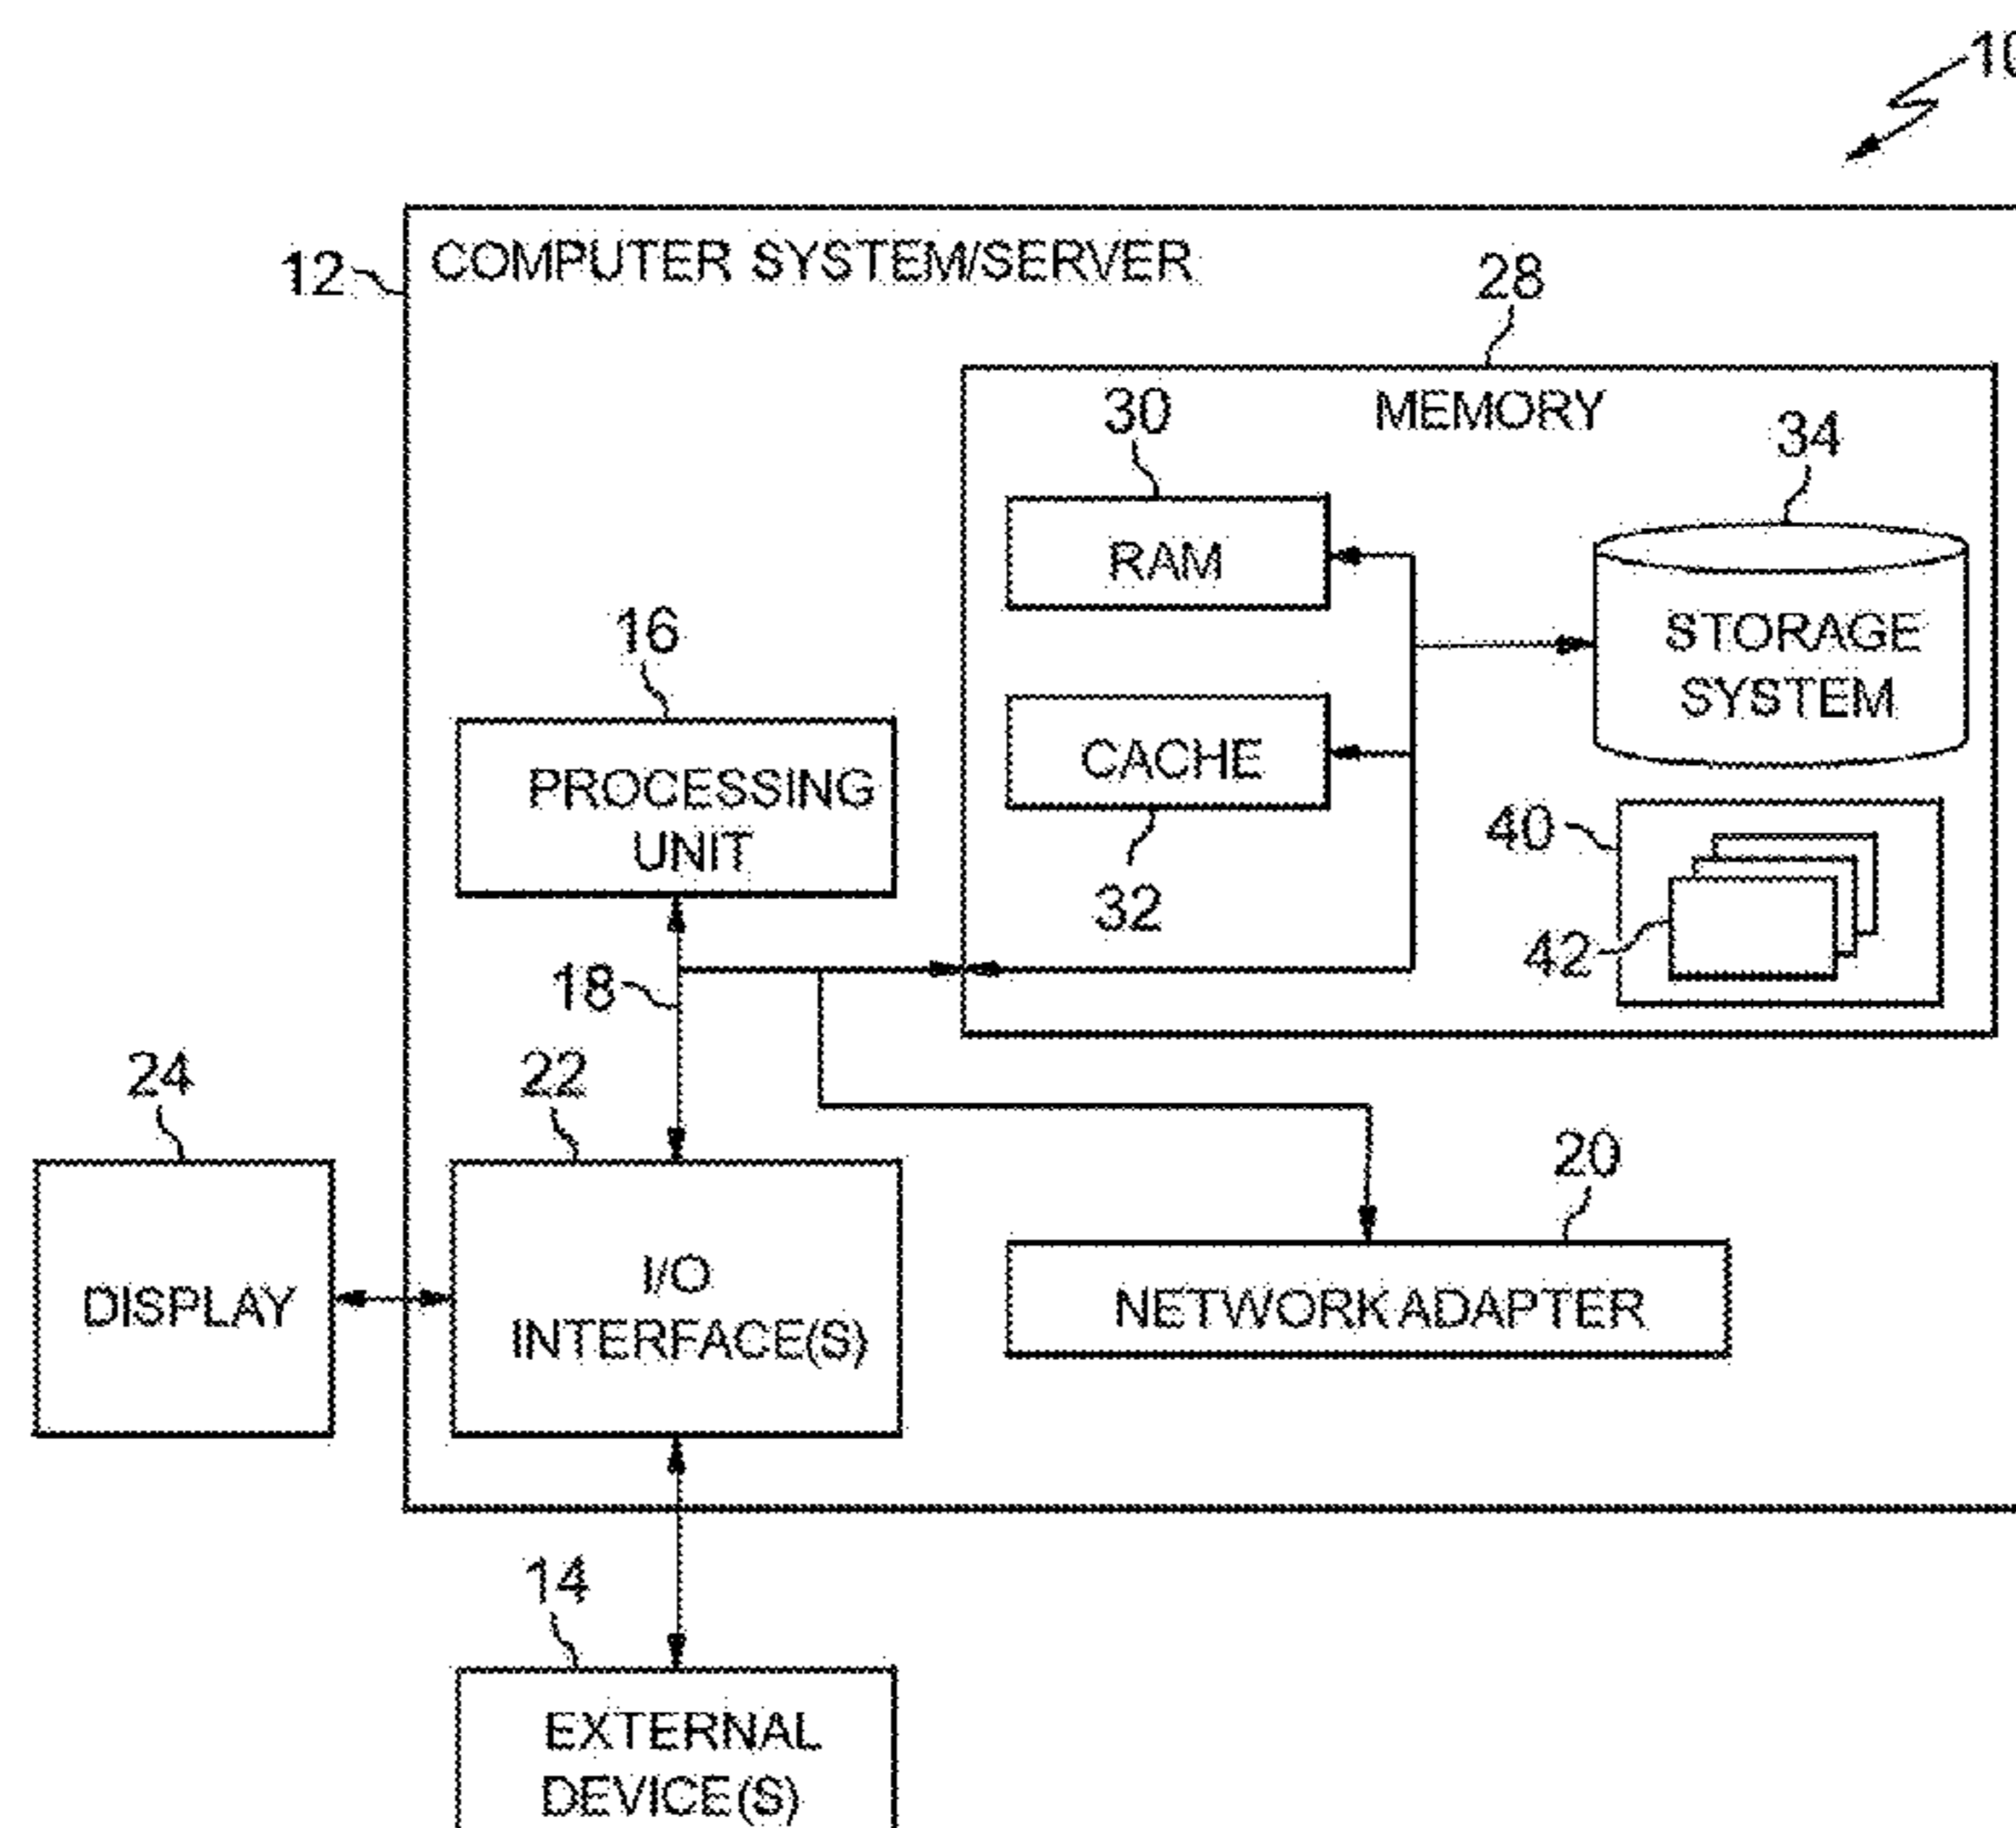 10
12
COMPUTER SYSTEM/SERVER
28
MEMORY
30
34
RAM
STORAGE
SYSTEM
16
PROCESSING
UNIT
CACHE
32
40
42
18
24
22
20
DISPLAY
I/O
INTERFACE(S)
NETWORK ADAPTER
14
EXTERNAL
DEVICE(S)